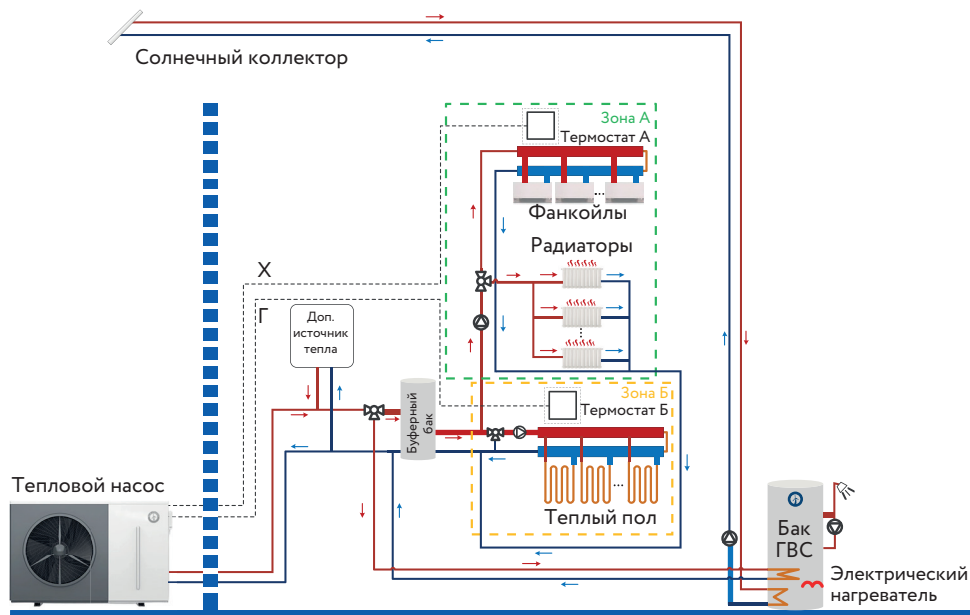 Солнечный коллектор
Зона А
Термостат А
Фанкойлы
Радиаторы
Х
Г
Доп.
источник
тепла
Буферный
бак
Зона Б
Термостат Б
Теплый пол
Тепловой насос
Бак
ГВС
Электрический
нагреватель